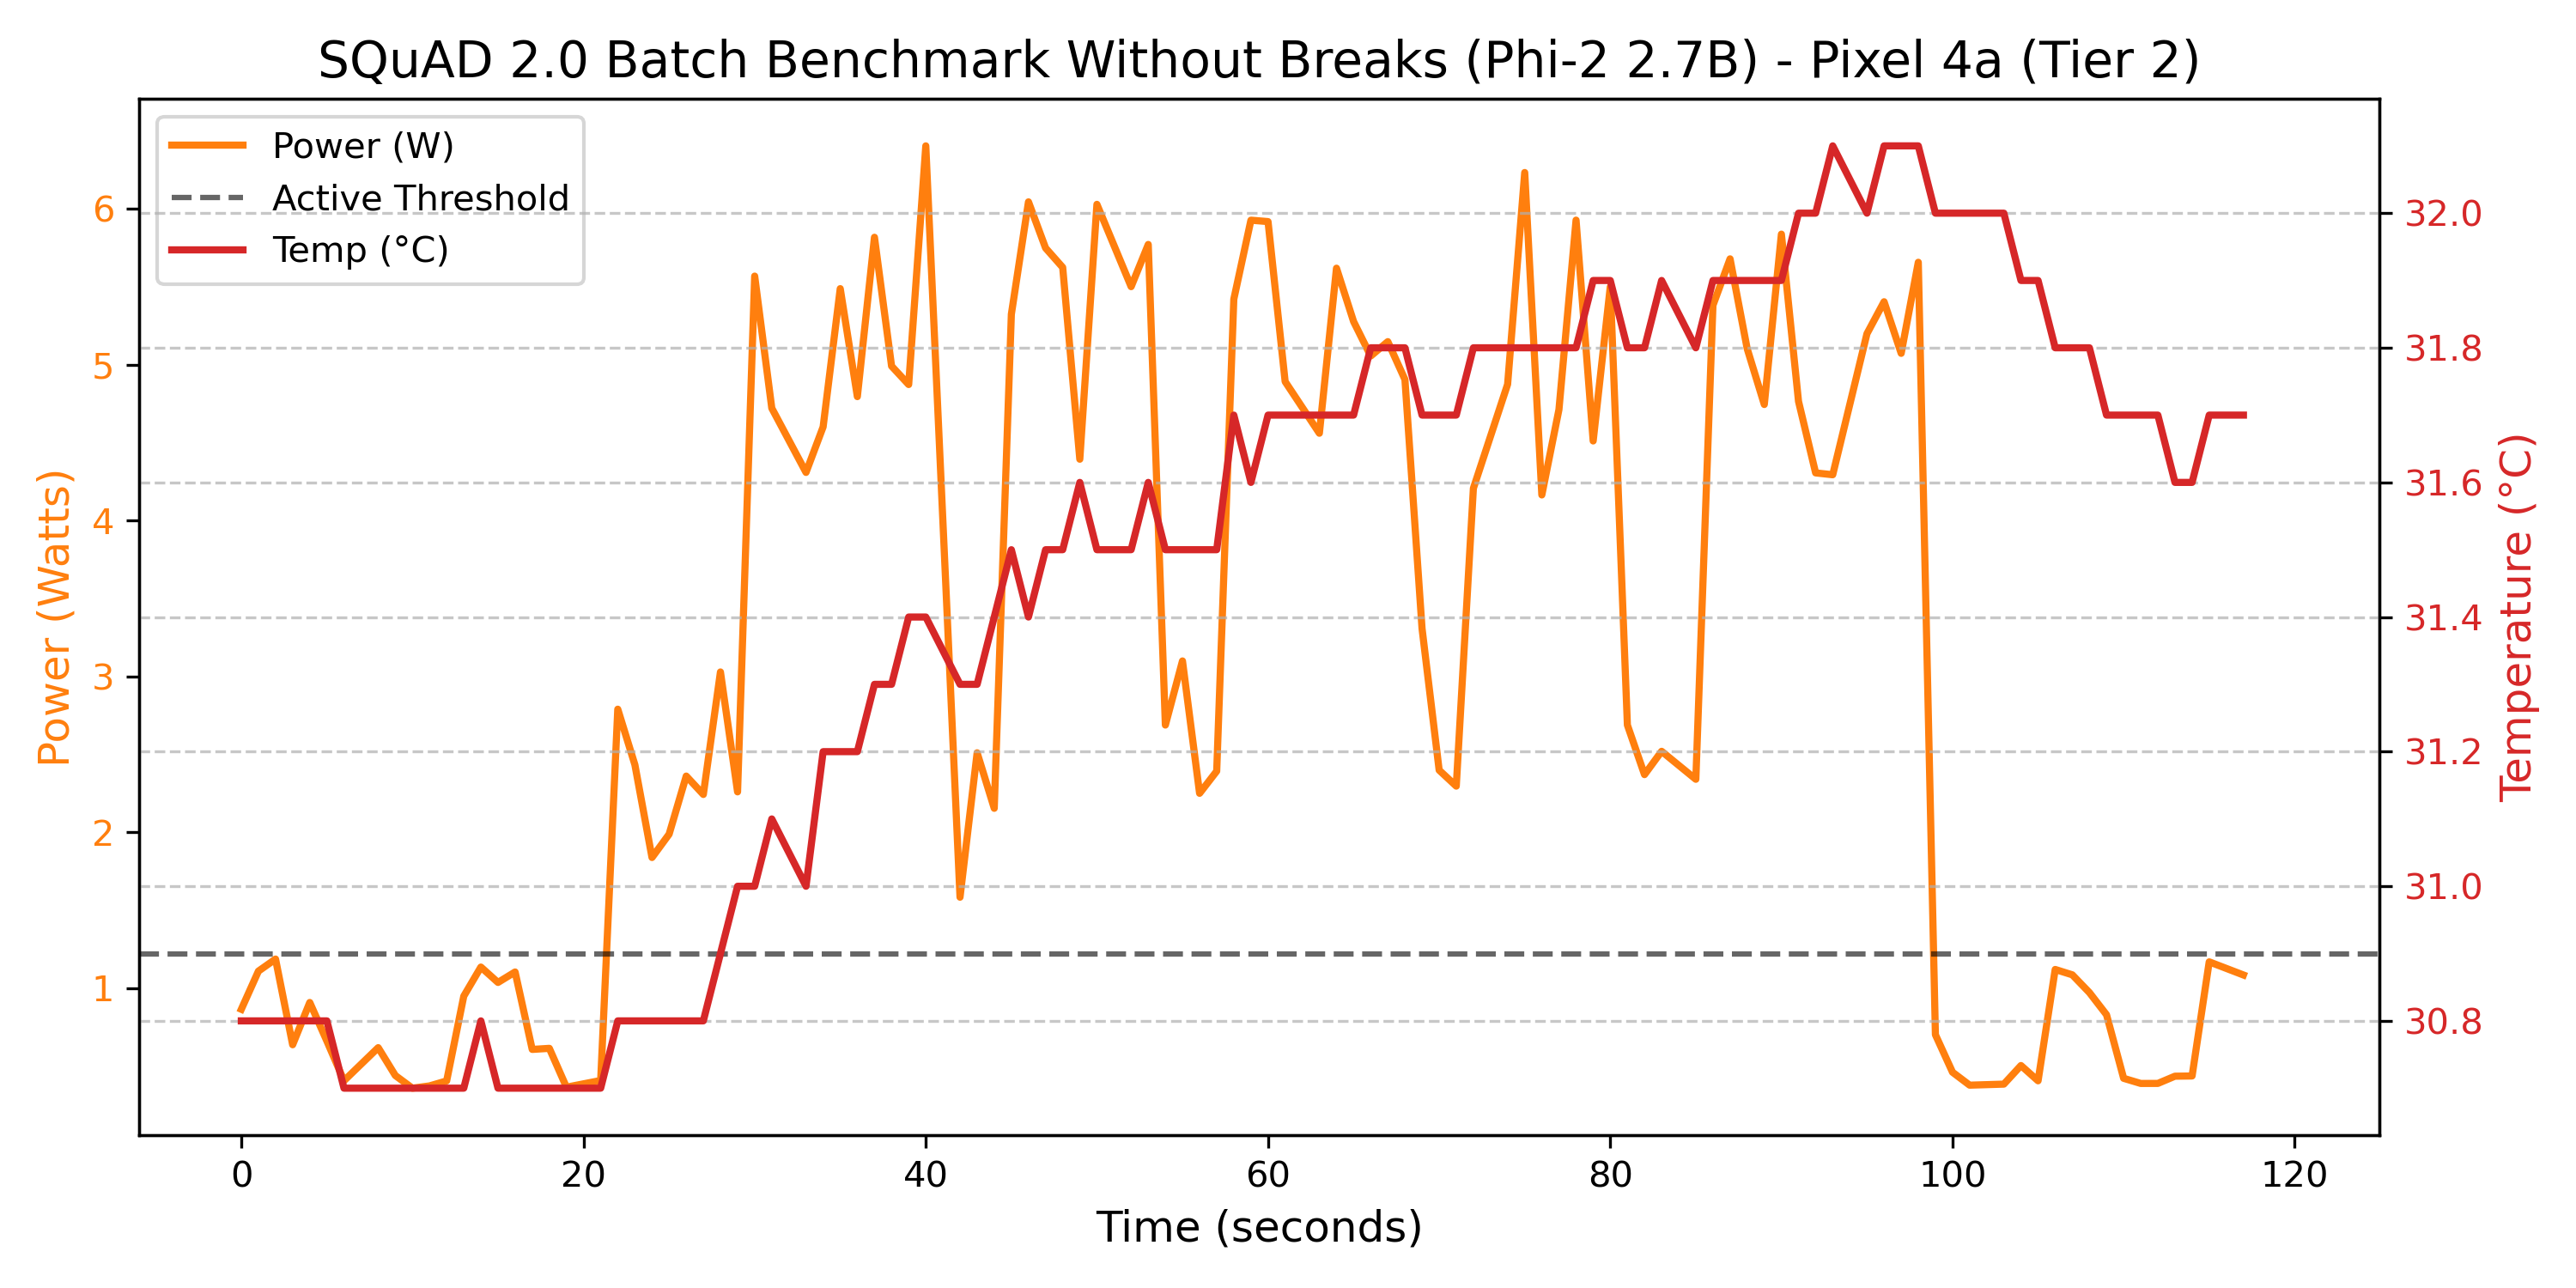 SQuAD 2.0 Batch Benchmark Without Breaks (Phi-2 2.7B) - Pixel 4a (Tier 2)
Power (W)
Active Threshold
Temp (°C)
Power (Watts)
6
5
4
3
2
1
32.0
31.8
31.6
31.4
31.2
31.0
30.8
Temperature (°C)
0 20 40 60 80 100 120
Time (seconds)